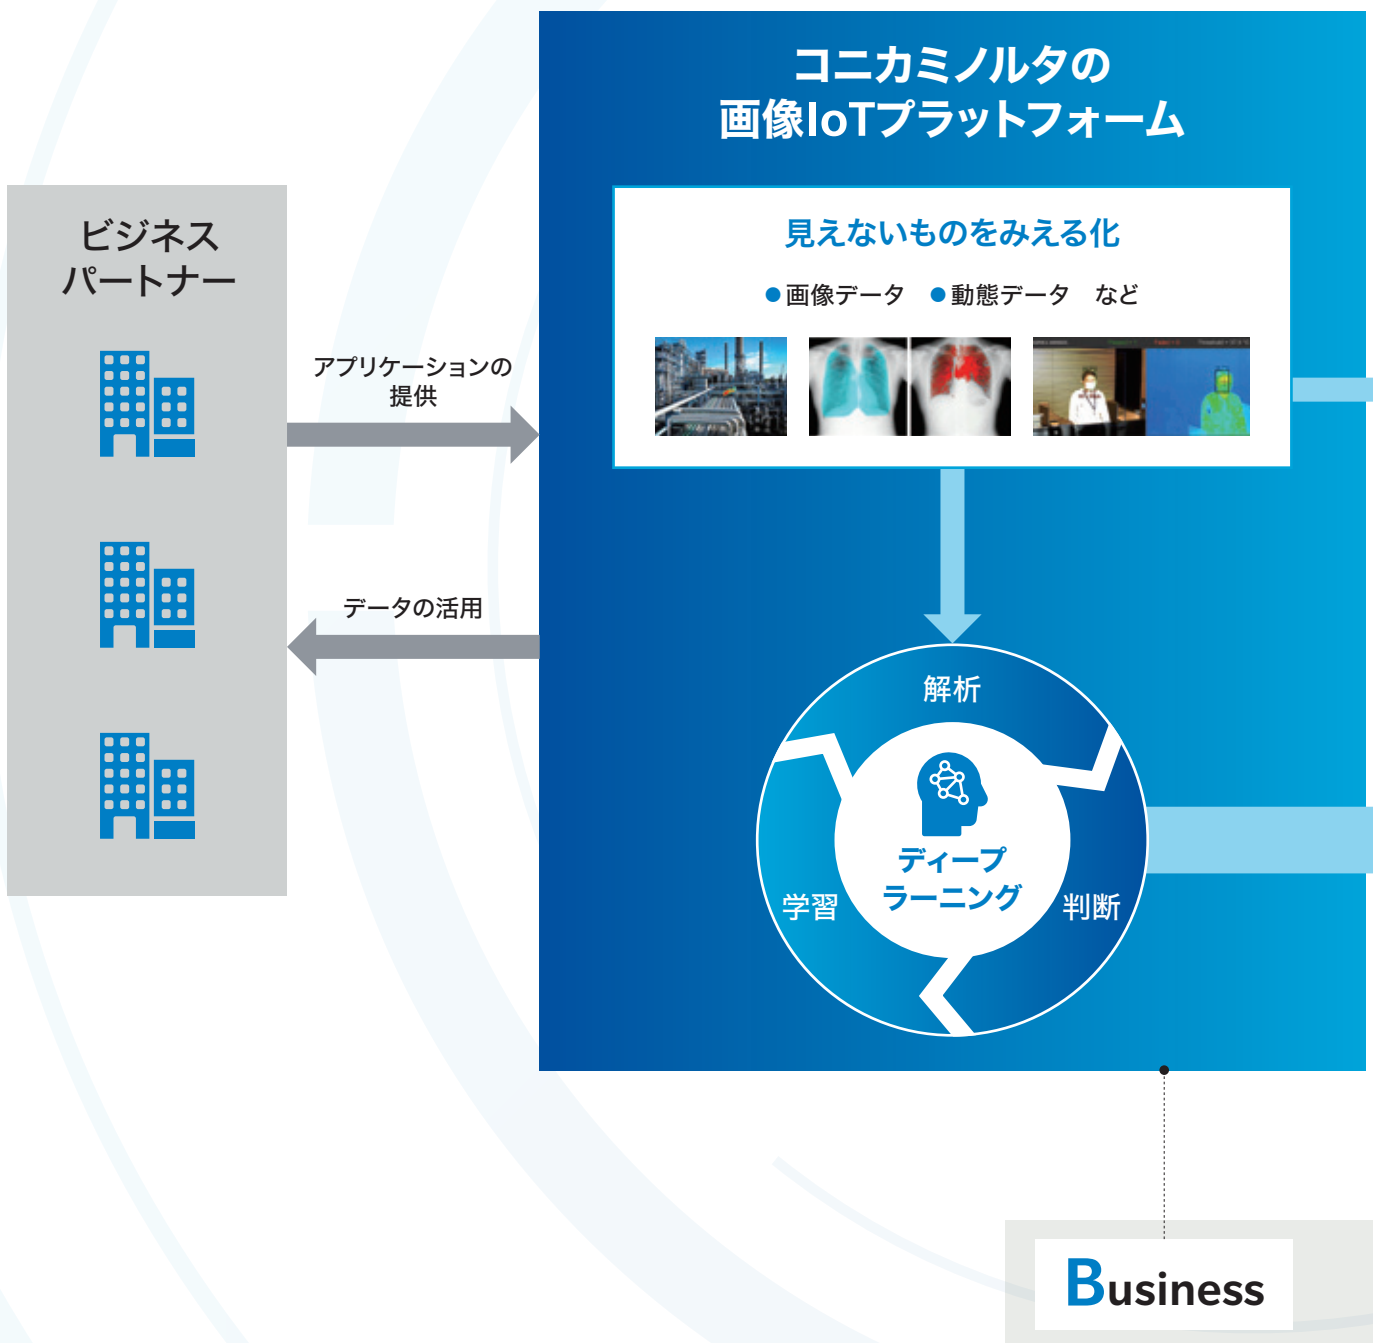 コニカミノルタの
画像IoTプラットフォーム
ビジネス
パートナー
アプリケーションの
提供
データの活用
見えないものをみえる化
●画像データ ●動態データ など
解析
ディープ
ラーニング
学習
判断
Business